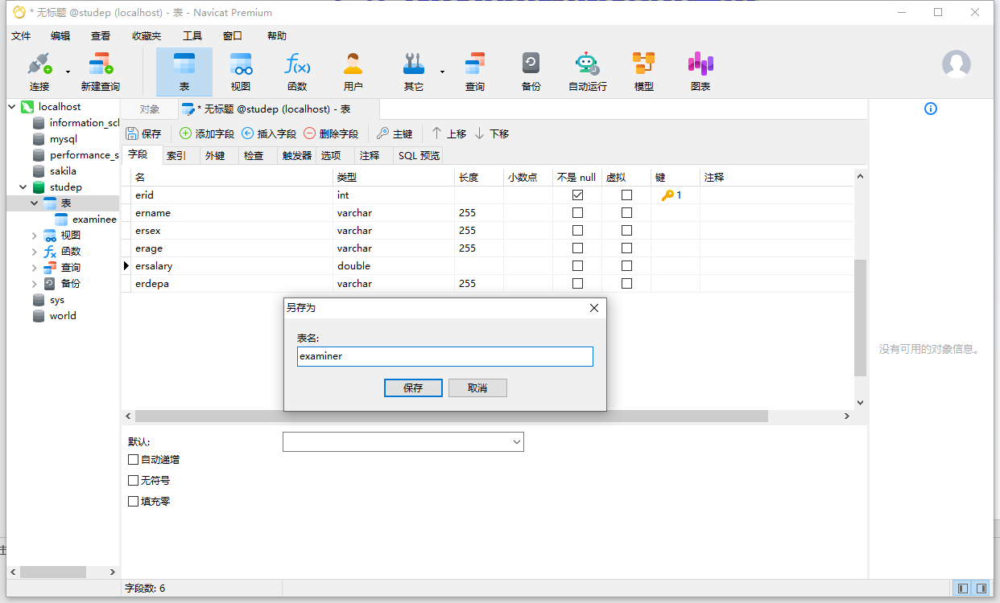 * 无标题 @studep (localhost) - 表 - Navicat Premium
文件 编辑 查看 收藏夹 工具 窗口 帮助
连接 新建查询 表 视图 函数 用户 其它 查询 备份 自动运行 模型 图表
localhost
information_scl
mysql
performance_s
sakila
studep
表
examinee
视图
函数
查询
备份
sys
world
对象 * 无标题 @studep (localhost) - 表
保存 添加字段 插入字段 删除字段 主键 上移 下移
字段 索引 外键 检查 触发器 选项 注释 SQL 预览
名 类型 长度 小数点 不是 null 虚拟 键 注释
erid int 1
ername varchar 255
ersex varchar 255
erage varchar 255
ersalary double
erdepa varchar 255
另存为
表名:
examiner
保存 取消
默认:
自动递增
无符号
填充零
没有可用的对象信息。
字段数: 6